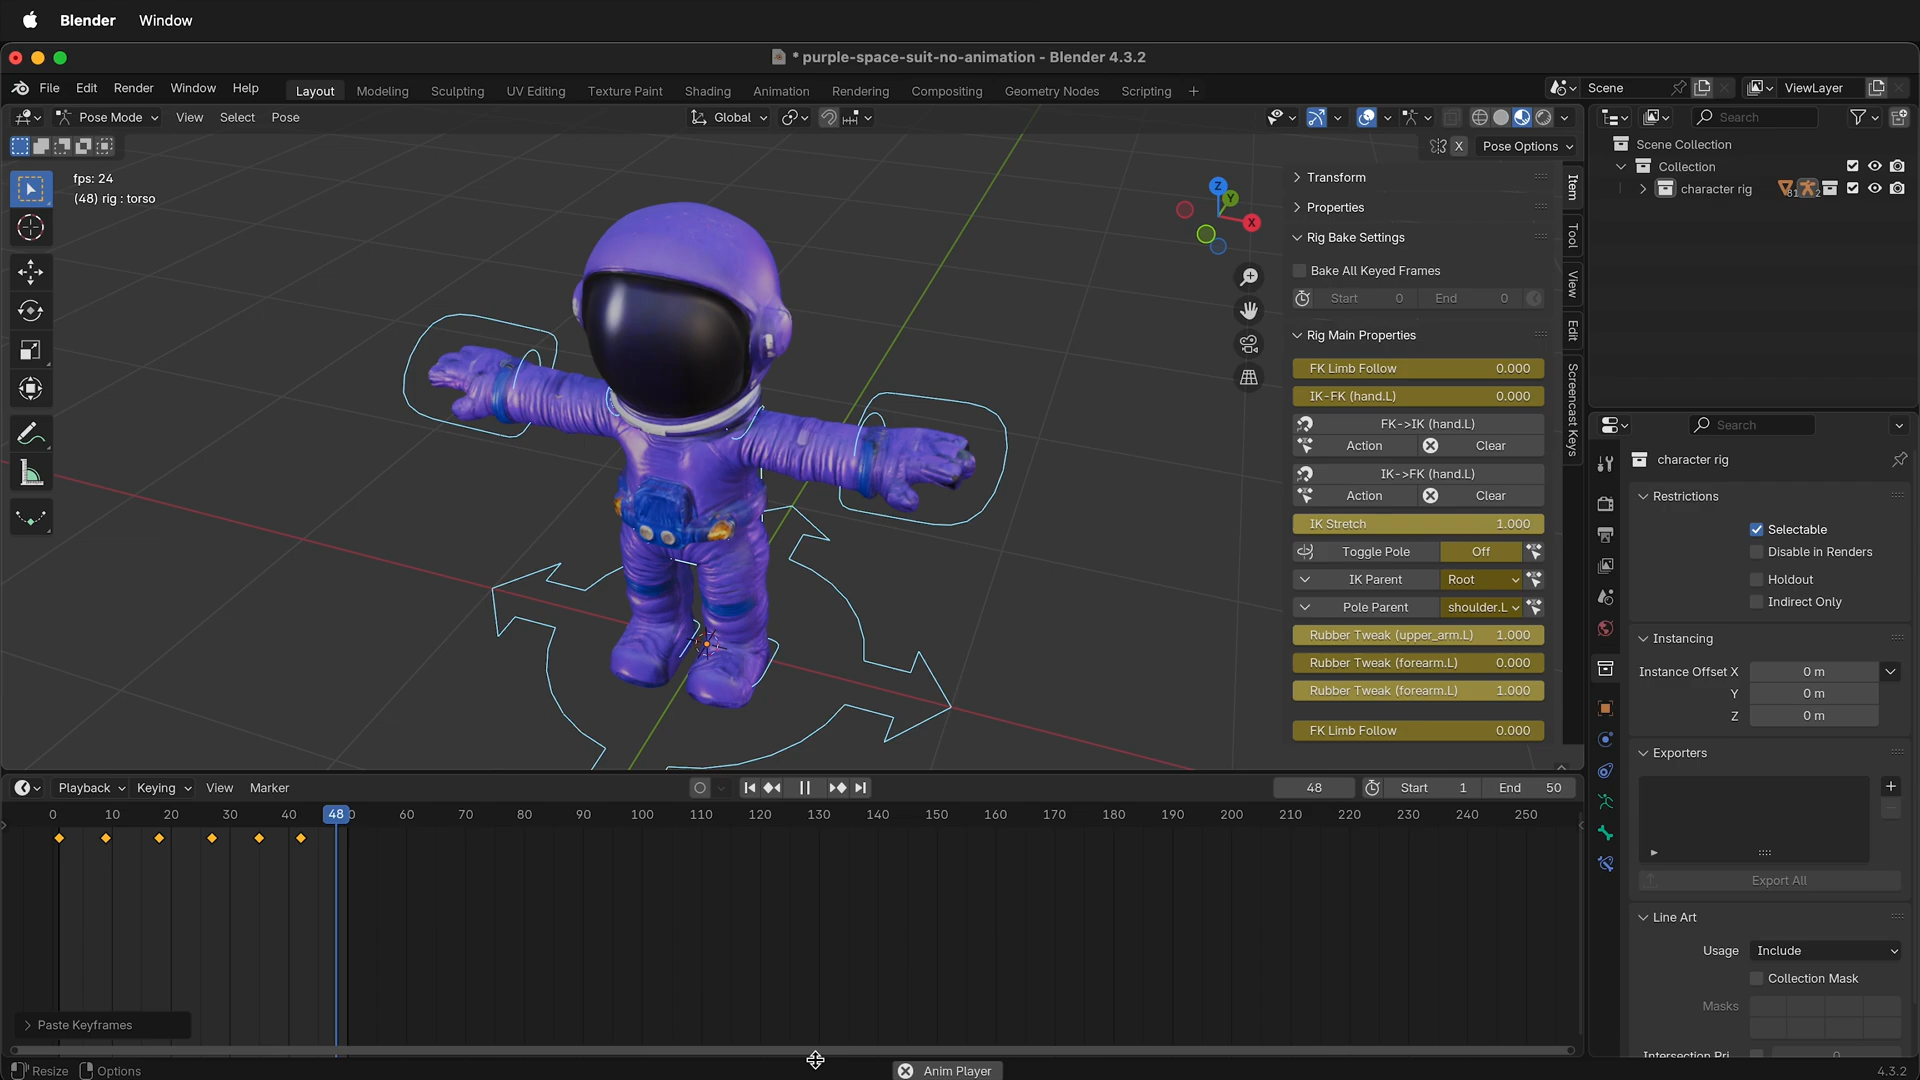 Blender Window
* purple-space-suit-no-animation - Blender 4.3.2
File Edit Render Window Help Layout Modeling Sculpting UV Editing Texture Paint Shading Animation Rendering Compositing Geometry Nodes Scripting + Scene ViewLayer
Pose Mode View Select Pose Global Search
X Pose Options
fps: 24
(48) rig : torso
Z Y X
Item
Tool
View
Edit
Screencast Keys
Transform
Properties
Rig Bake Settings
Bake All Keyed Frames
Start 0 End 0
Rig Main Properties
FK Limb Follow 0.000
IK-FK (hand.L) 0.000
FK->IK (hand.L)
Action Clear
IK->FK (hand.L)
Action Clear
IK Stretch 1.000
Toggle Pole Off
IK Parent Root
Pole Parent shoulder.L
Rubber Tweak (upper_arm.L) 1.000
Rubber Tweak (forearm.L) 0.000
Rubber Tweak (forearm.L) 1.000
FK Limb Follow 0.000
Scene Collection
Collection
character rig
Search
character rig
Restrictions
Selectable
Disable in Renders
Holdout
Indirect Only
Instancing
Instance Offset X 0 m
Y 0 m
Z 0 m
Exporters
Export All
Line Art
Usage Include
Collection Mask
Masks
Playback Keying View Marker 48 Start 1 End 50
0 10 20 30 40 48 60 70 80 90 100 110 120 130 140 150 160 170 180 190 200 210 220 230 240 250
Paste Keyframes
Resize Options Anim Player 4.3.2